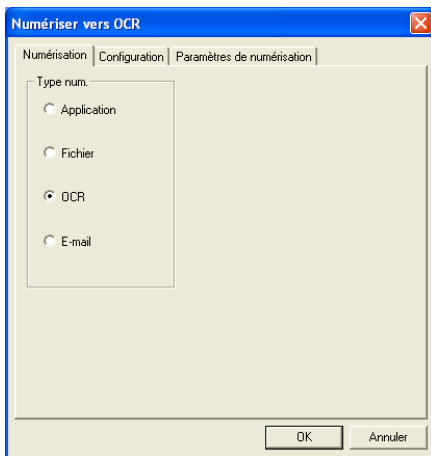 Numériser vers OCR
Numérisation Configuration Paramètres de numérisation
Type num.
Application
Fichier
OCR
E-mail
OK Annuler